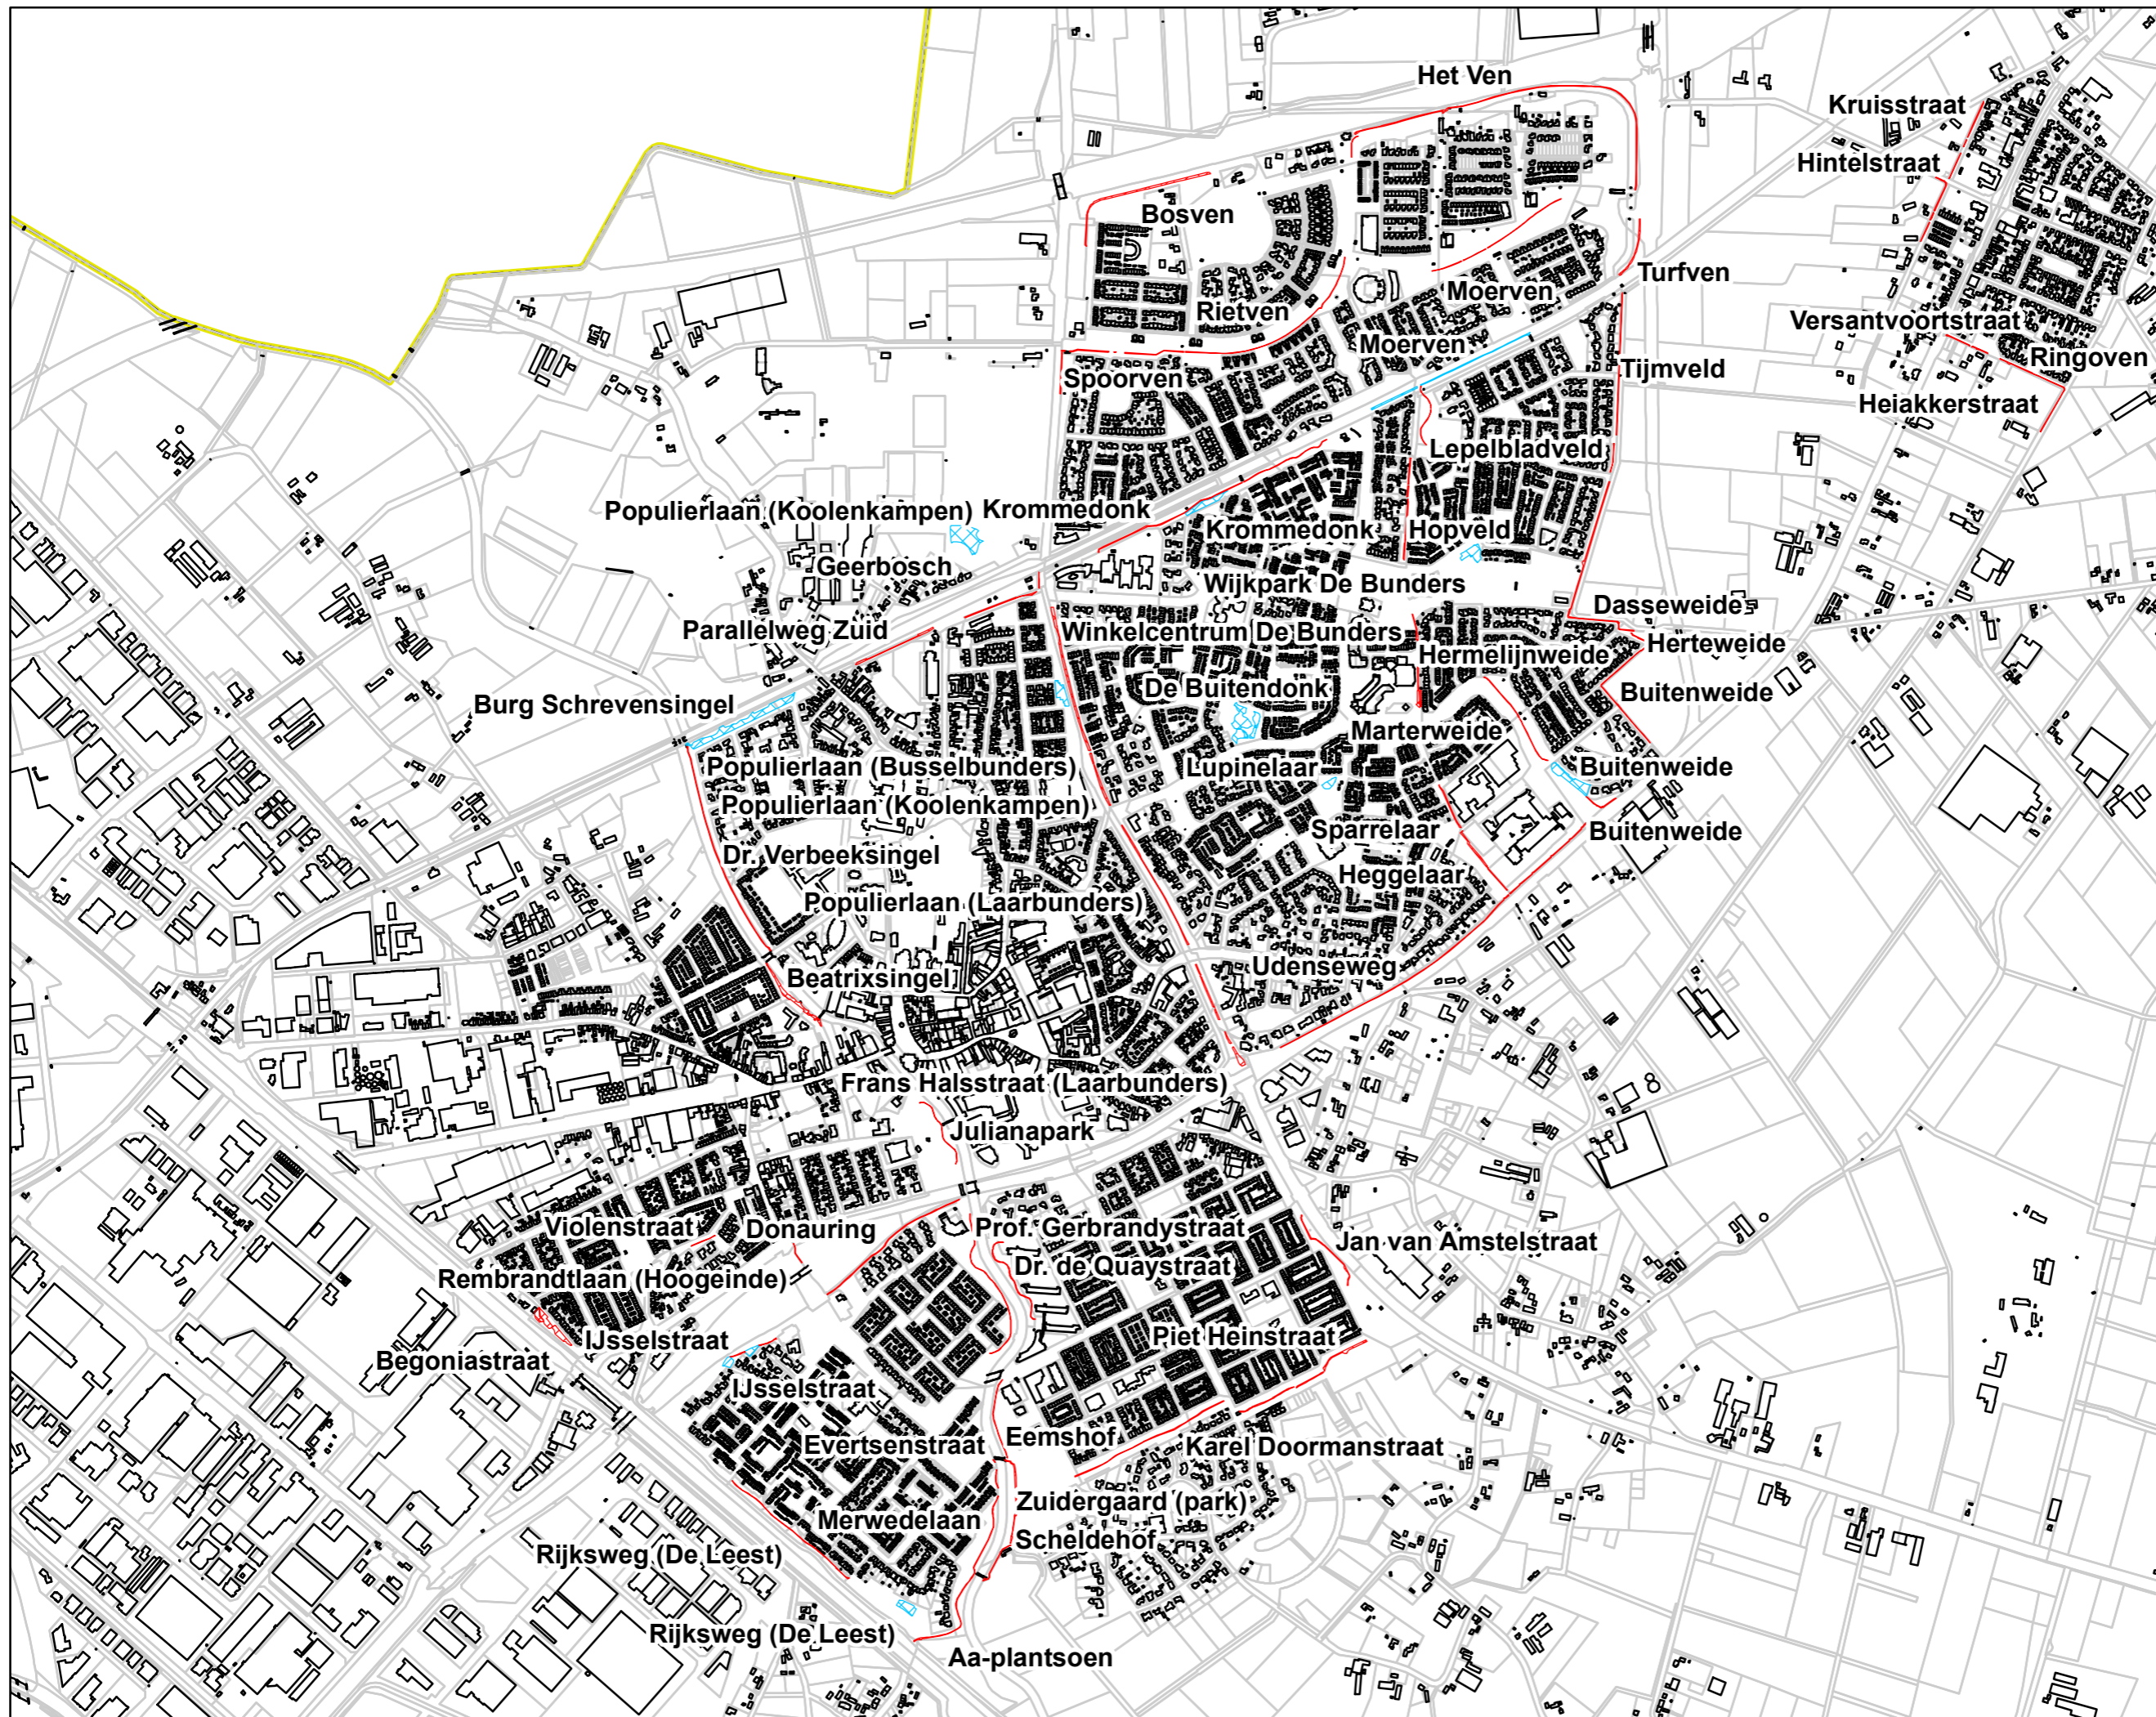 Het Ven
Kruisstraat
Hintelstraat
Bosven
Turfven
Moerven
Rietven
Versantvoortstraat
Moerven
Ringoven
Spoorven
Tijmveld
Heiakkerstraat
Lepelbladveld
Populierlaan (Koolenkampen)
Krommedonk
Krommedonk
Hopveld
Geerbosch
Wijkpark De Bunders
Dasseweide
Parallelweg Zuid
Winkelcentrum De Bunders
Herteweide
Hermelijnweide
De Buitendonk
Buitenweide
Burg Schrevensingel
Marterweide
Populierlaan (Busselbunders)
Lupinelaar
Buitenweide
Populierlaan (Koolenkampen)
Sparrelaar
Buitenweide
Dr. Verbeeksingel
Heggelaar
Populierlaan (Laarbunders)
Udenseweg
Beatrixsingel
Frans Halsstraat (Laarbunders)
Julianapark
Violenstraat
Donauring
Prof. Gerbrandystraat
Jan van Amstelstraat
Dr. de Quaystraat
Rembrandtlaan (Hoogeinde)
IJsselstraat
Piet Heinstraat
Begoniastraat
IJsselstraat
Eemshof
Evertsenstraat
Karel Doormanstraat
Zuidergaard (park)
Merwedelaan
Scheldehof
Rijksweg (De Leest)
Rijksweg (De Leest)
Aa-plantsoen